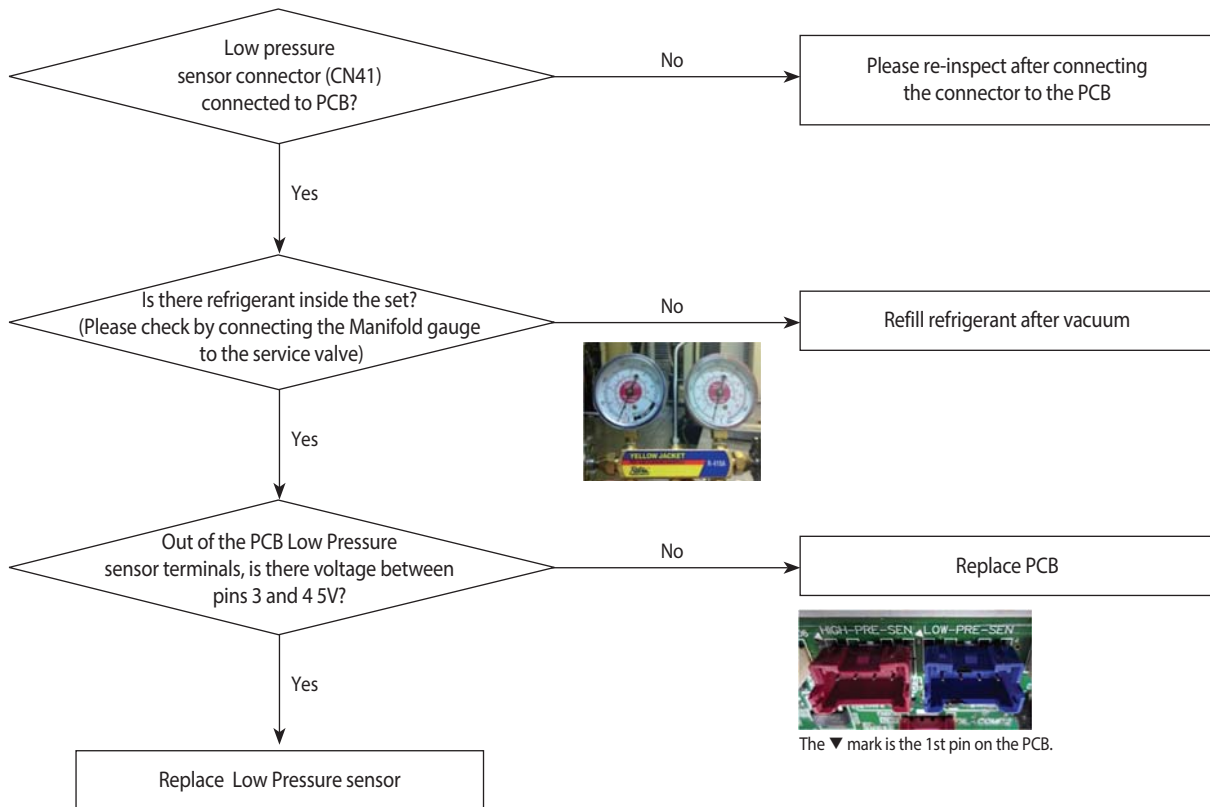 Low pressure
sensor connector (CN41)
connected to PCB?
No
Please re-inspect after connecting
the connector to the PCB
Yes
Is there refrigerant inside the set?
(Please check by connecting the Manifold gauge
to the service valve)
No
Refill refrigerant after vacuum
YELLOW JACKET
R-410A
Yes
Out of the PCB Low Pressure
sensor terminals, is there voltage between
pins 3 and 4 5V?
No
Replace PCB
HIGH-PRE-SEN LOW-PRE-SEN
The ▼ mark is the 1st pin on the PCB.
Yes
Replace Low Pressure sensor